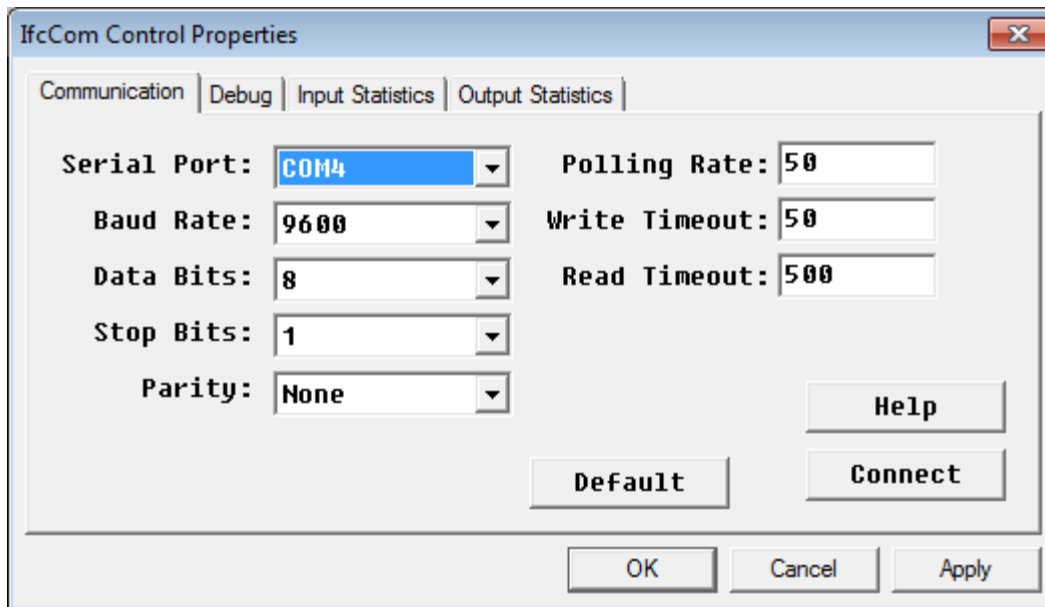 IfcCom Control Properties
Communication Debug Input Statistics Output Statistics
Serial Port: COM4 Polling Rate: 50
Baud Rate: 9600 Write Timeout: 50
Data Bits: 8 Read Timeout: 500
Stop Bits: 1
Parity: None
Help
Default Connect
OK Cancel Apply